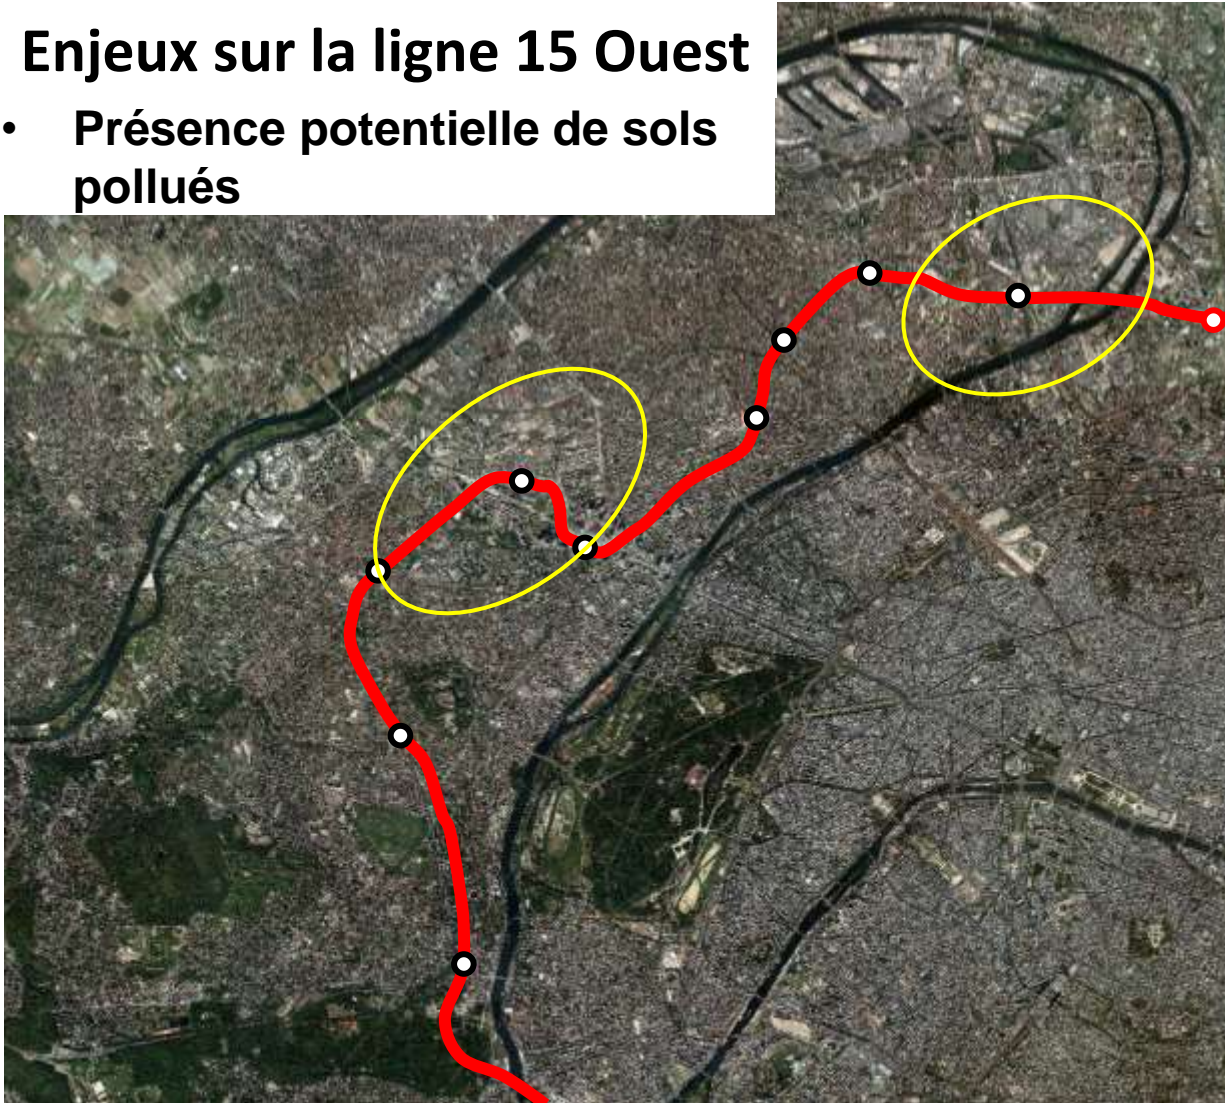 Enjeux sur la ligne 15 Ouest
• Présence potentielle de sols
pollués